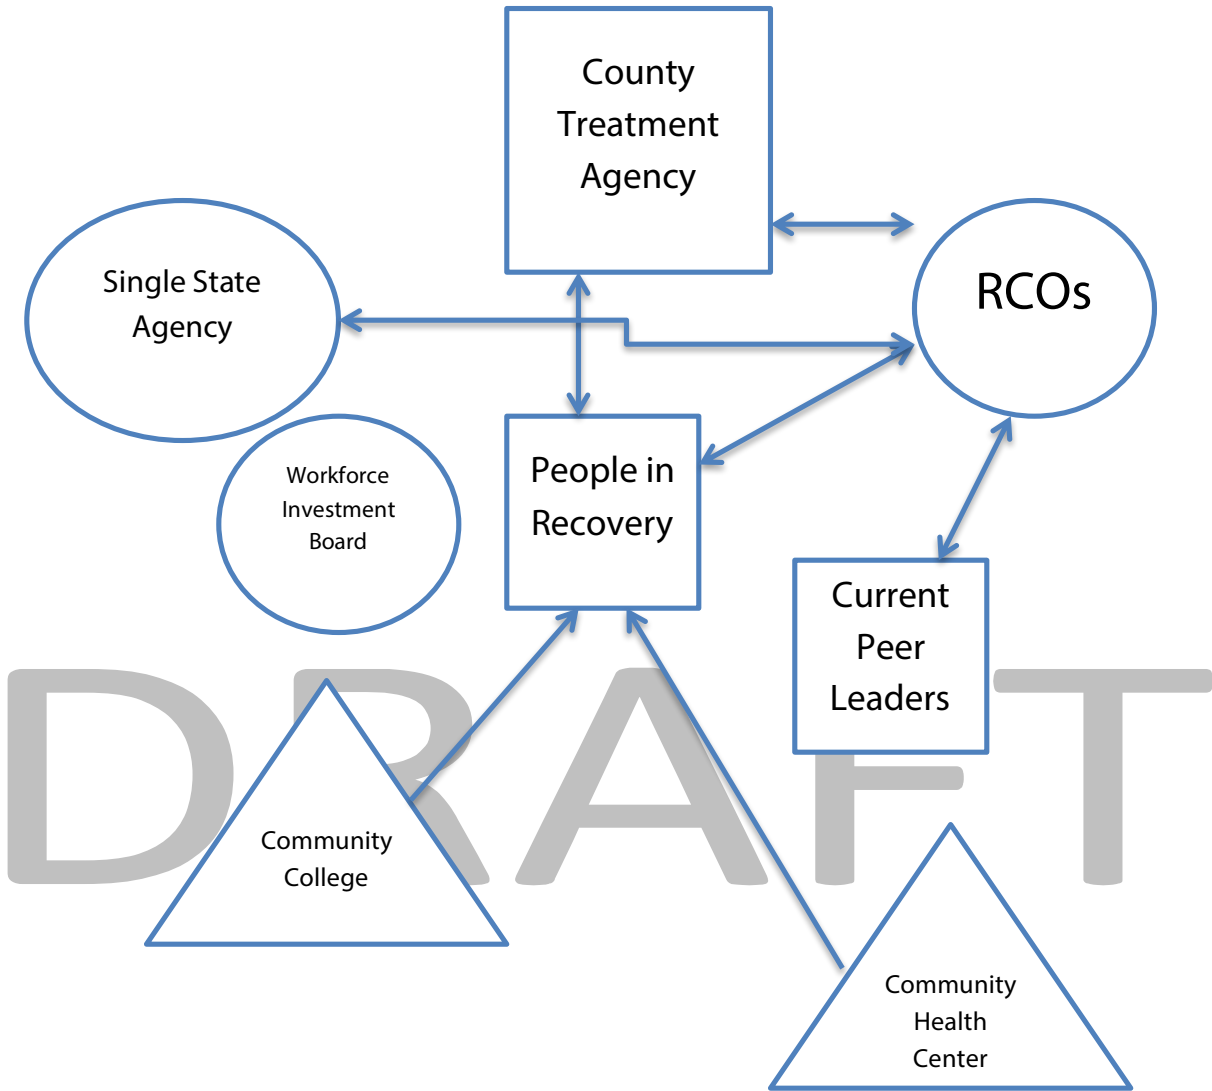 County
Treatment
Agency
Single State
Agency
RCOs
Workforce
Investment
Board
People in
Recovery
Current
Peer
Leaders
DRAFT
Community
College
Community
Health
Center